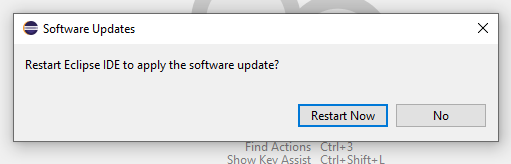 Software Updates
Restart Eclipse IDE to apply the software update?
Restart Now No
Find Actions Ctrl+3
Show Key Assist Ctrl+Shift+L